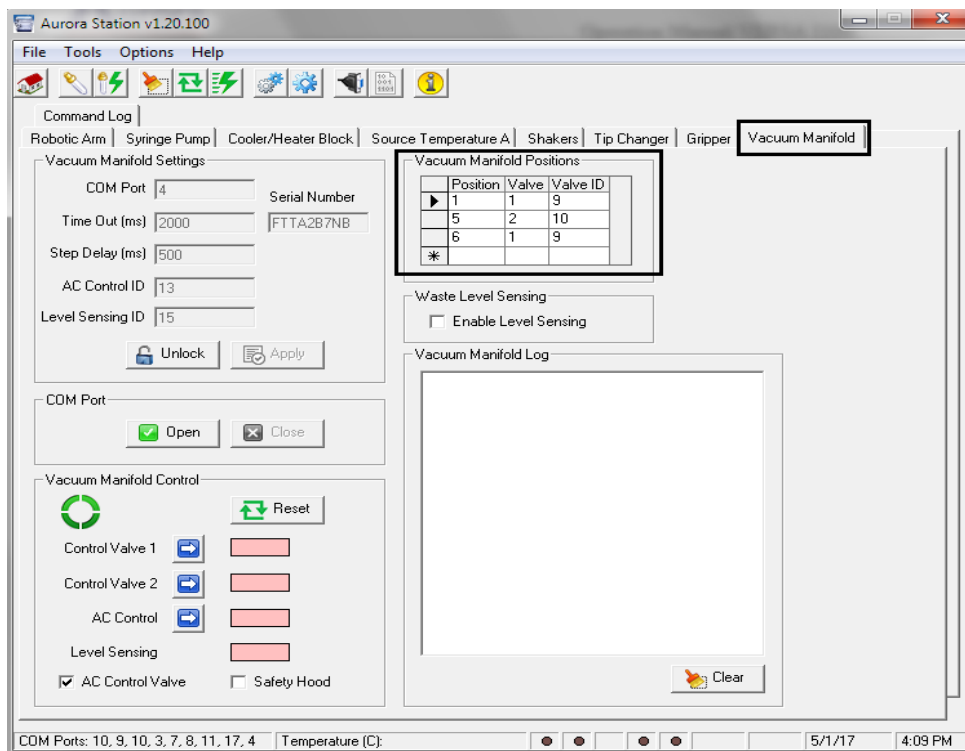 Aurora Station v1.20.100
File Tools Options Help
Command Log
Robotic Arm Syringe Pump Cooler/Heater Block Source Temperature A Shakers Tip Changer Gripper Vacuum Manifold
Vacuum Manifold Settings
COM Port 4
Serial Number
Time Out (ms) 2000 FTTA2B7NB
Step Delay (ms) 500
AC Control ID 13
Level Sensing ID 15
Unlock Apply
COM Port
Open Close
Vacuum Manifold Control
Reset
Control Valve 1
Control Valve 2
AC Control
Level Sensing
AC Control Valve Safety Hood
Vacuum Manifold Positions
Position Valve Valve ID
1 1 9
5 2 10
6 1 9
Waste Level Sensing
Enable Level Sensing
Vacuum Manifold Log
Clear
COM Ports: 10, 9, 10, 3, 7, 8, 11, 17, 4 Temperature (C): 5/1/17 4:09 PM